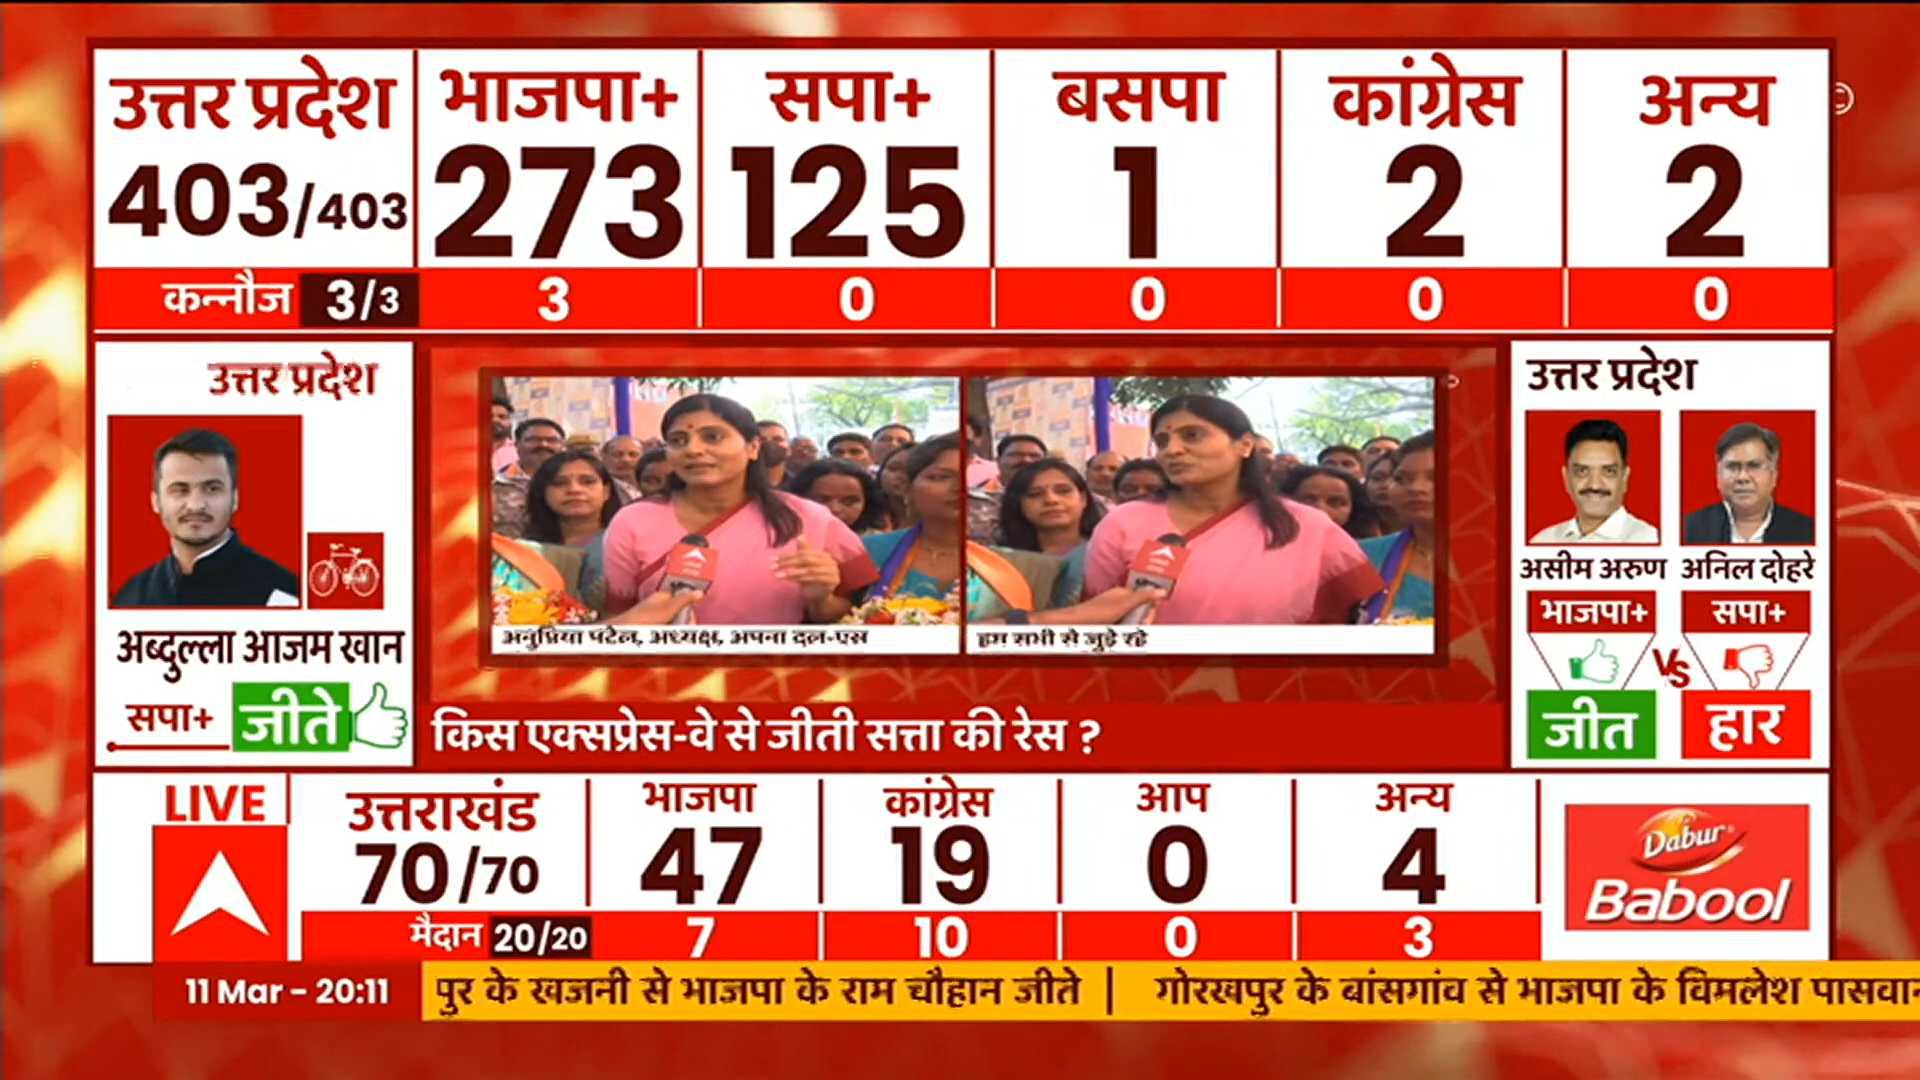 उत्तर प्रदेश
403/403
भाजपा+
273
सपा+
125
बसपा
1
कांग्रेस
2
अन्य
2
कन्नौज 3/3
3
0
0
0
0
उत्तर प्रदेश
अब्दुल्ला आजम खान
सपा+ जीते
अनुप्रिया पटेल, अध्यक्ष, अपना दल-एस
हम सभी से जुड़े रहे
किस एक्सप्रेस-वे से जीती सत्ता की रेस ?
उत्तर प्रदेश
असीम अरुण
अनिल दोहरे
भाजपा+
सपा+
VS
जीत
हार
LIVE
उत्तराखंड
70/70
भाजपा
47
कांग्रेस
19
आप
0
अन्य
4
मैदान 20/20
7
10
0
3
Dabur
Babool
11 Mar - 20:11
पुर के खजनी से भाजपा के राम चौहान जीते | गोरखपुर के बांसगांव से भाजपा के विमलेश पासवान